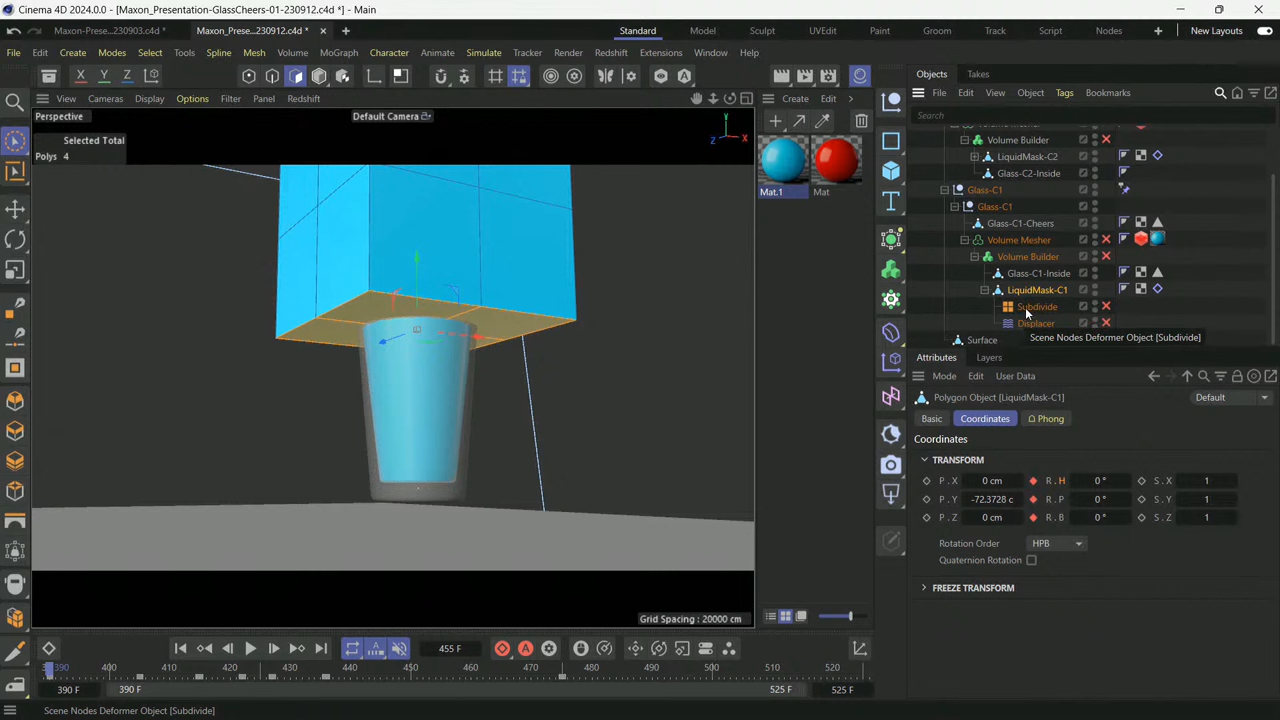 Cinema 4D 2024.0.0 - [Maxon_Presentation-GlassCheers-01-230912.c4d *] - Main
Maxon-Prese...230903.c4d *
Maxon_Prese...230912.c4d *
Standard Model Sculpt UVEdit Paint Groom Track Script Nodes New Layouts
File Edit Create Modes Select Tools Spline Mesh Volume MoGraph Character Animate Simulate Tracker Render Redshift Extensions Window Help
X Y Z
Objects Takes
View Cameras Display Options Filter Panel Redshift
Create Edit
File Edit View Object Tags Bookmarks
Perspective
Default Camera
Search
Selected Total
Polys 4
Y
Z X
Mat.1 Mat
Volume Builder
LiquidMask-C2
Glass-C2-Inside
Glass-C1
Glass-C1
Glass-C1-Cheers
Volume Mesher
Volume Builder
Glass-C1-Inside
LiquidMask-C1
Subdivide
Displacer
Scene Nodes Deformer Object [Subdivide]
Surface
Attributes Layers
Mode Edit User Data
Polygon Object [LiquidMask-C1]
Default
Basic Coordinates Phong
Coordinates
TRANSFORM
P . X 0 cm R . H 0 ° S . X 1
P . Y -72.3728 c R . P 0 ° S . Y 1
P . Z 0 cm R . B 0 ° S . Z 1
Rotation Order HPB
Quaternion Rotation
FREEZE TRANSFORM
Grid Spacing : 20000 cm
455 F
390 400 410 420 430 440 450 460 470 480 490 500 510 520
390 F 390 F 525 F 525 F
Scene Nodes Deformer Object [Subdivide]